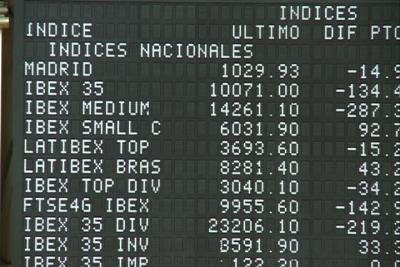 INDICES
INDICE ULTIMO DIF PTO
INDICES NACIONALES
MADRID 1029.93 -14.9
IBEX 35 10071.00 -134.4
IBEX MEDIUM 14261.10 -287.3
IBEX SMALL C 6031.90 92.7
LATIBEX TOP 3693.60 -15.2
LATIBEX BRAS 8281.40 43.2
IBEX TOP DIV 3040.10 -34.2
FTSE4G IBEX 9955.60 -142.9
IBEX 35 DIV 23206.10 -219.2
IBEX 35 INV 8591.90 33.3
IBEX 35 IMP